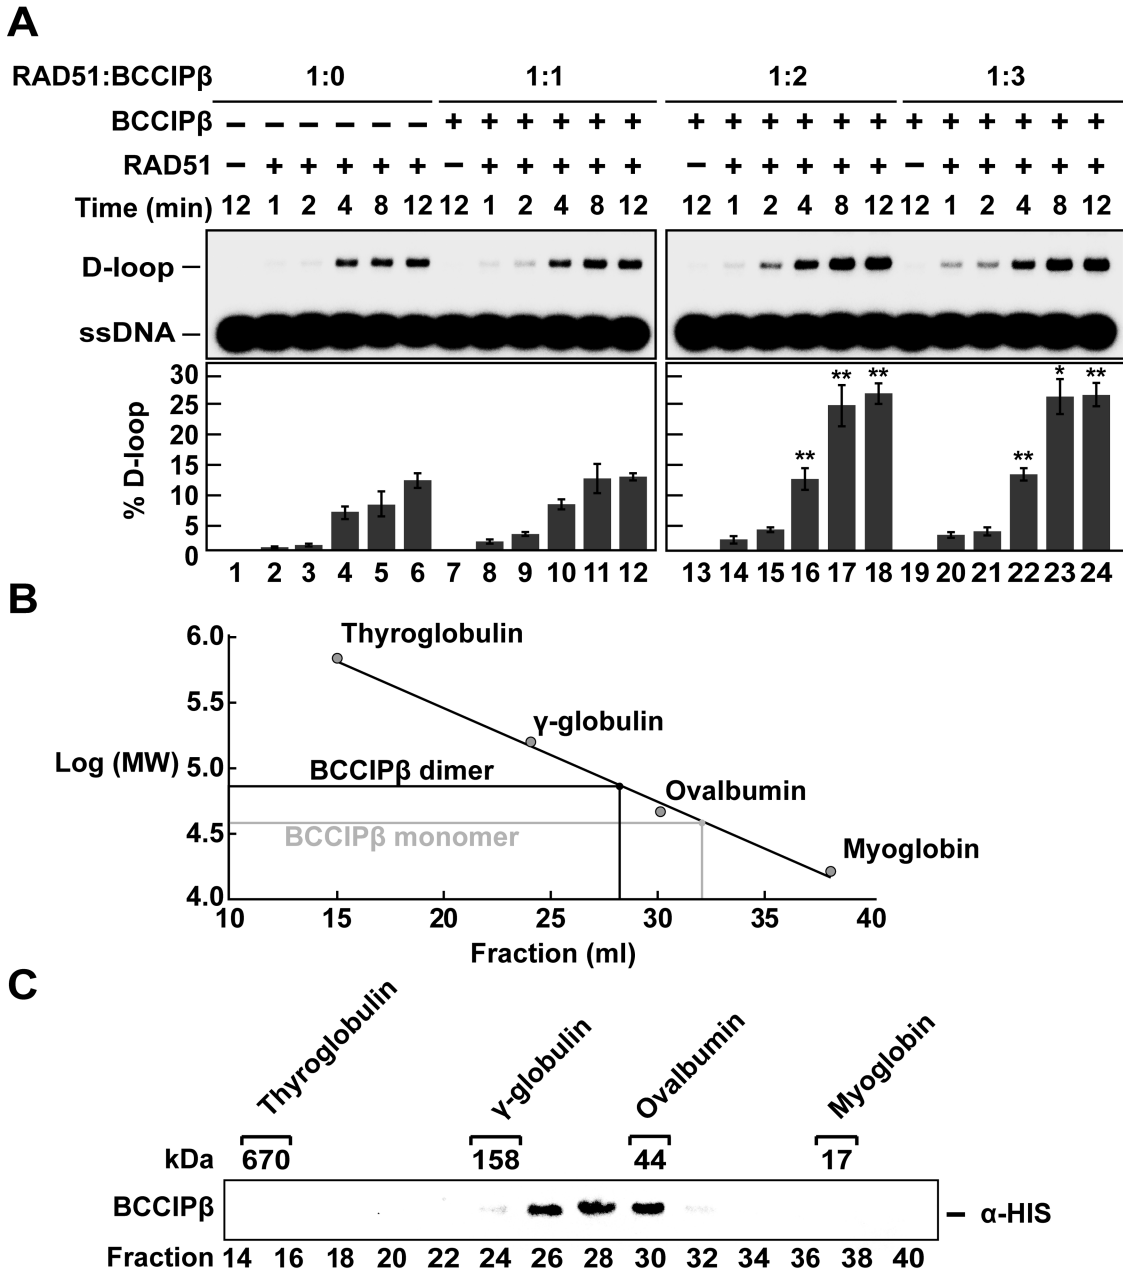 A
RAD51:BCCIPβ 1:0 1:1 1:2 1:3
BCCIPβ − − − − − − + + + + + + + + + + + + + + + + + +
RAD51 − + + + + + − + + + + + − + + + + + − + + + + +
Time (min) 12 1 2 4 8 12 12 1 2 4 8 12 12 1 2 4 8 12 12 1 2 4 8 12
D-loop –
ssDNA –
% D-loop
30
25
20
15
10
5
0
** ** ** ** * **
1 2 3 4 5 6 7 8 9 10 11 12 13 14 15 16 17 18 19 20 21 22 23 24
B
6.0
5.5
5.0
4.5
4.0
Log (MW)
Thyroglobulin
γ-globulin
BCCIPβ dimer
Ovalbumin
BCCIPβ monomer
Myoglobin
10 15 20 25 30 35 40
Fraction (ml)
C
Thyroglobulin γ-globulin Ovalbumin Myoglobin
kDa 670 158 44 17
BCCIPβ – α-HIS
Fraction 14 16 18 20 22 24 26 28 30 32 34 36 38 40